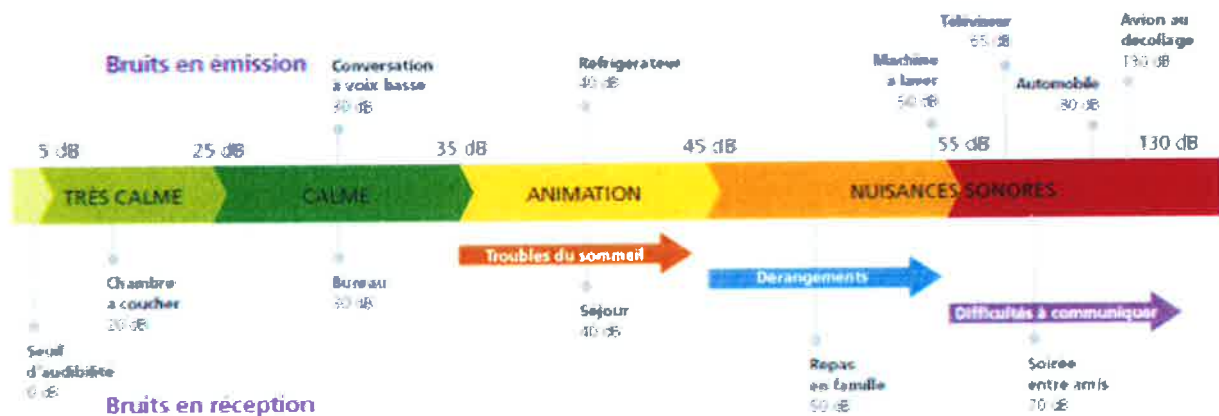 Bruits en émission
Conversation
à voix basse
30 dB
Réfrigérateur
40 dB
Machine
à laver
50 dB
Téléviseur
65 dB
Automobile
80 dB
Avion au
décollage
130 dB
5 dB
25 dB
35 dB
45 dB
55 dB
130 dB
TRÈS CALME
CALME
ANIMATION
NUISANCES SONORES
Troubles du sommeil
Dérangements
Difficultés à communiquer
Seuil
d'audibilité
0 dB
Chambre
à coucher
20 dB
Bureau
30 dB
Séjour
40 dB
Repas
en famille
50 dB
Soirée
entre amis
70 dB
Bruits en réception